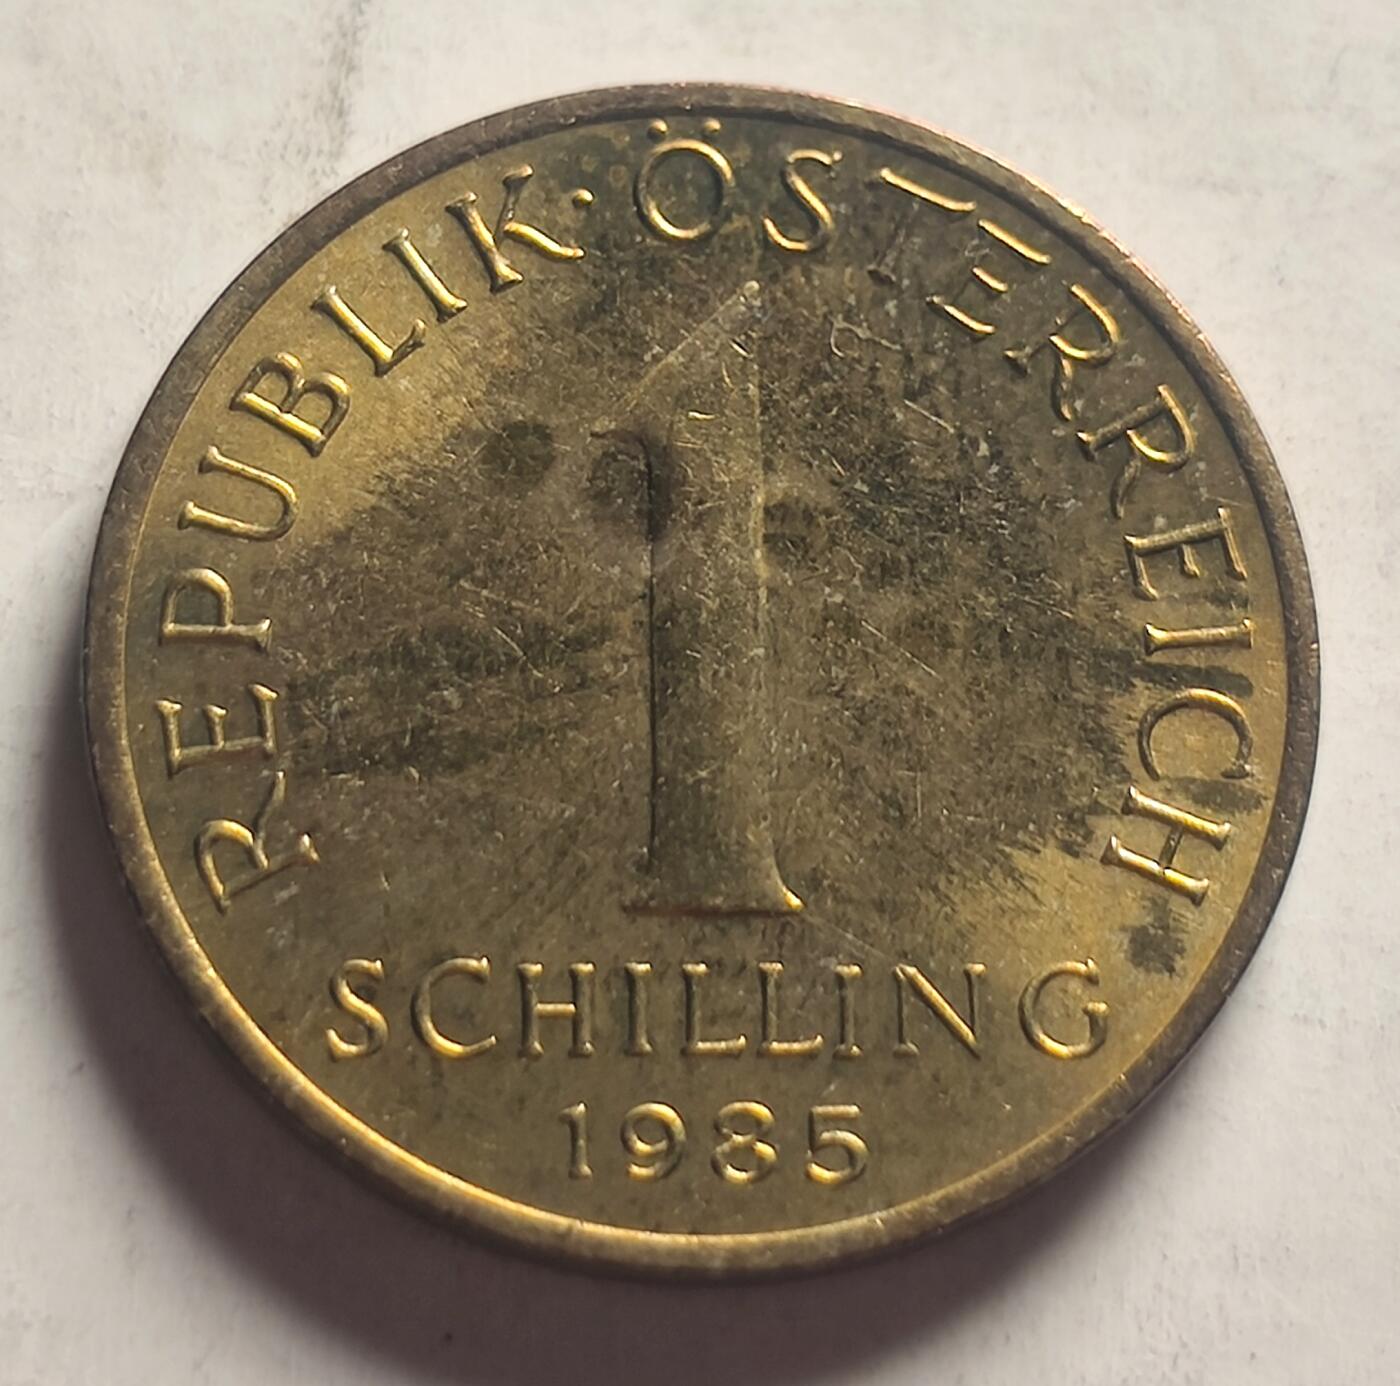 REPUBLIK·ÖSTERREICH
1
SCHILLING
1985